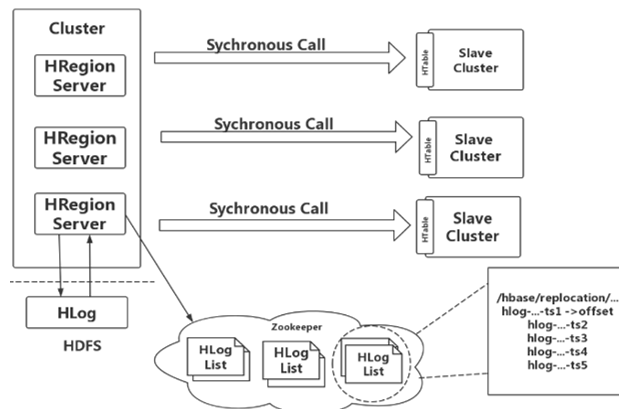 Cluster
HRegion
Server
HRegion
Server
HRegion
Server
HLog
HDFS
Sychronous Call
HTable
Slave
Cluster
Sychronous Call
HTable
Slave
Cluster
Sychronous Call
HTable
Slave
Cluster
Zookeeper
HLog
List
HLog
List
HLog
List
/hbase/replocation/...
hlog-...-ts1 ->offset
hlog-...-ts2
hlog-...-ts3
hlog-...-ts4
hlog-...-ts5